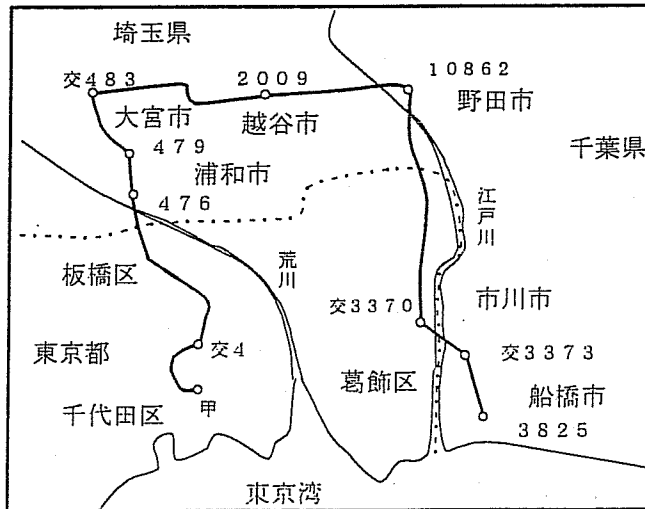 埼玉県
交４８３
２００９
１０８６２
大宮市
越谷市
野田市
千葉県
４７９
浦和市
４７６
江戸川
板橋区
荒川
市川市
交３３７０
東京都
交４
交３３７３
葛飾区
千代田区
甲
船橋市
３８２５
東京湾